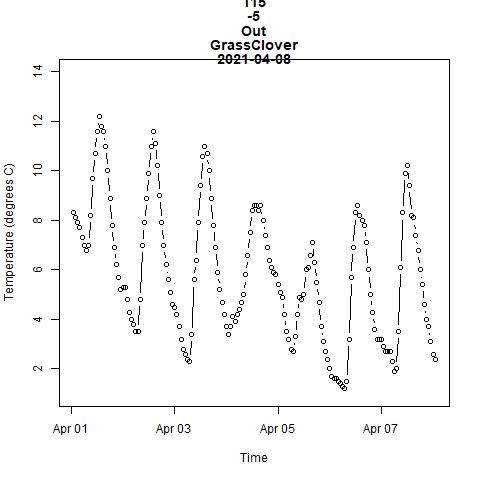 T15
-5
Out
GrassClover
2021-04-08
Temperature (degrees C)
14
12
10
8
6
4
2
Apr 01
Apr 03
Apr 05
Apr 07
Time